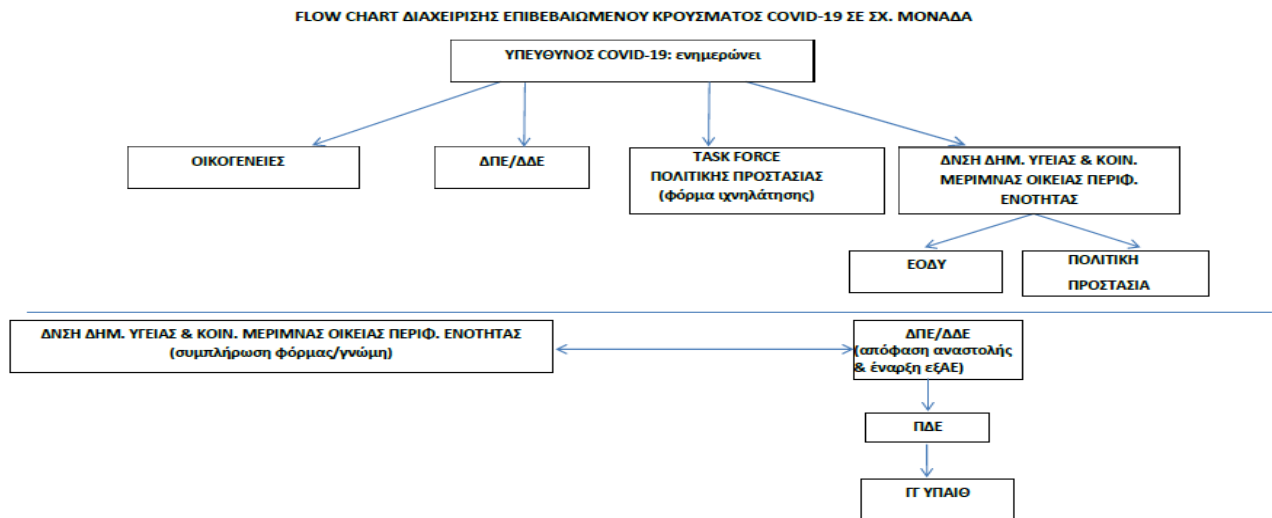 FLOW CHART ΔΙΑΧΕΙΡΙΣΗΣ ΕΠΙΒΕΒΑΙΩΜΕΝΟΥ ΚΡΟΥΣΜΑΤΟΣ COVID-19 ΣΕ ΣΧ. ΜΟΝΑΔΑ
ΥΠΕΥΘΥΝΟΣ COVID-19: ενημερώνει
ΟΙΚΟΓΕΝΕΙΕΣ
ΔΠΕ/ΔΔΕ
TASK FORCE
ΠΟΛΙΤΙΚΗΣ ΠΡΟΣΤΑΣΙΑΣ
(φόρμα ιχνηλάτησης)
ΔΝΣΗ ΔΗΜ. ΥΓΕΙΑΣ & ΚΟΙΝ.
ΜΕΡΙΜΝΑΣ ΟΙΚΕΙΑΣ ΠΕΡΙΦ.
ΕΝΟΤΗΤΑΣ
ΕΟΔΥ
ΠΟΛΙΤΙΚΗ
ΠΡΟΣΤΑΣΙΑ
ΔΝΣΗ ΔΗΜ. ΥΓΕΙΑΣ & ΚΟΙΝ. ΜΕΡΙΜΝΑΣ ΟΙΚΕΙΑΣ ΠΕΡΙΦ. ΕΝΟΤΗΤΑΣ
(συμπλήρωση φόρμας/γνώμη)
ΔΠΕ/ΔΔΕ
(απόφαση αναστολής
& έναρξη εξΑΕ)
ΠΔΕ
ΓΓ ΥΠΑΙΘ